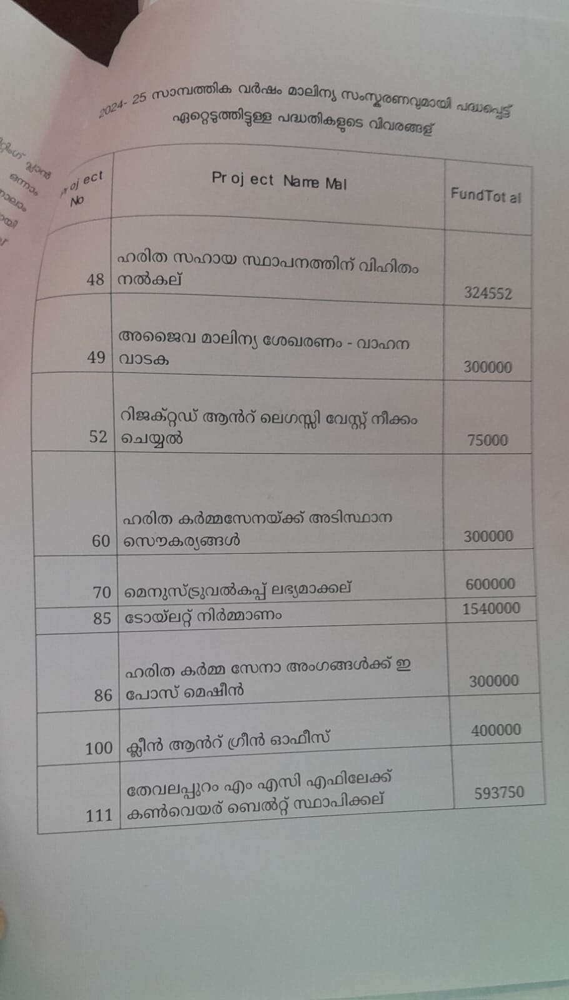 2024- 25 സാമ്പത്തിക വർഷം മാലിന്യ സംസ്കരണവുമായി പദ്ധപ്പെട്ട്
ഏറ്റെടുത്തിട്ടുള്ള പദ്ധതികളുടെ വിവരങ്ങള്
Project No
Project Name Mal
FundTotal
ഹരിത സഹായ സ്ഥാപനത്തിന് വിഹിതം
48 നൽകല് 324552
അജൈവ മാലിന്യ ശേഖരണം - വാഹന
49 വാടക 300000
റിജക്റ്റഡ് ആൻറ് ലെഗസ്സി വേസ്റ്റ് നീക്കം
52 ചെയ്യൽ 75000
ഹരിത കർമ്മസേനയ്ക്ക് അടിസ്ഥാന
60 സൌകര്യങ്ങൾ 300000
70 മെനുസ്ട്രുവൽകപ്പ് ലഭ്യമാക്കല് 600000
85 ടോയ്ലറ്റ് നിർമ്മാണം 1540000
ഹരിത കർമ്മ സേനാ അംഗങ്ങൾക്ക് ഇ
86 പോസ് മെഷീൻ 300000
100 ക്ലീൻ ആൻറ് ഗ്രീൻ ഓഫീസ് 400000
തേവലപ്പുറം എം എസി എഫിലേക്ക്
111 കൺവെയര് ബെൽറ്റ് സ്ഥാപിക്കല് 593750